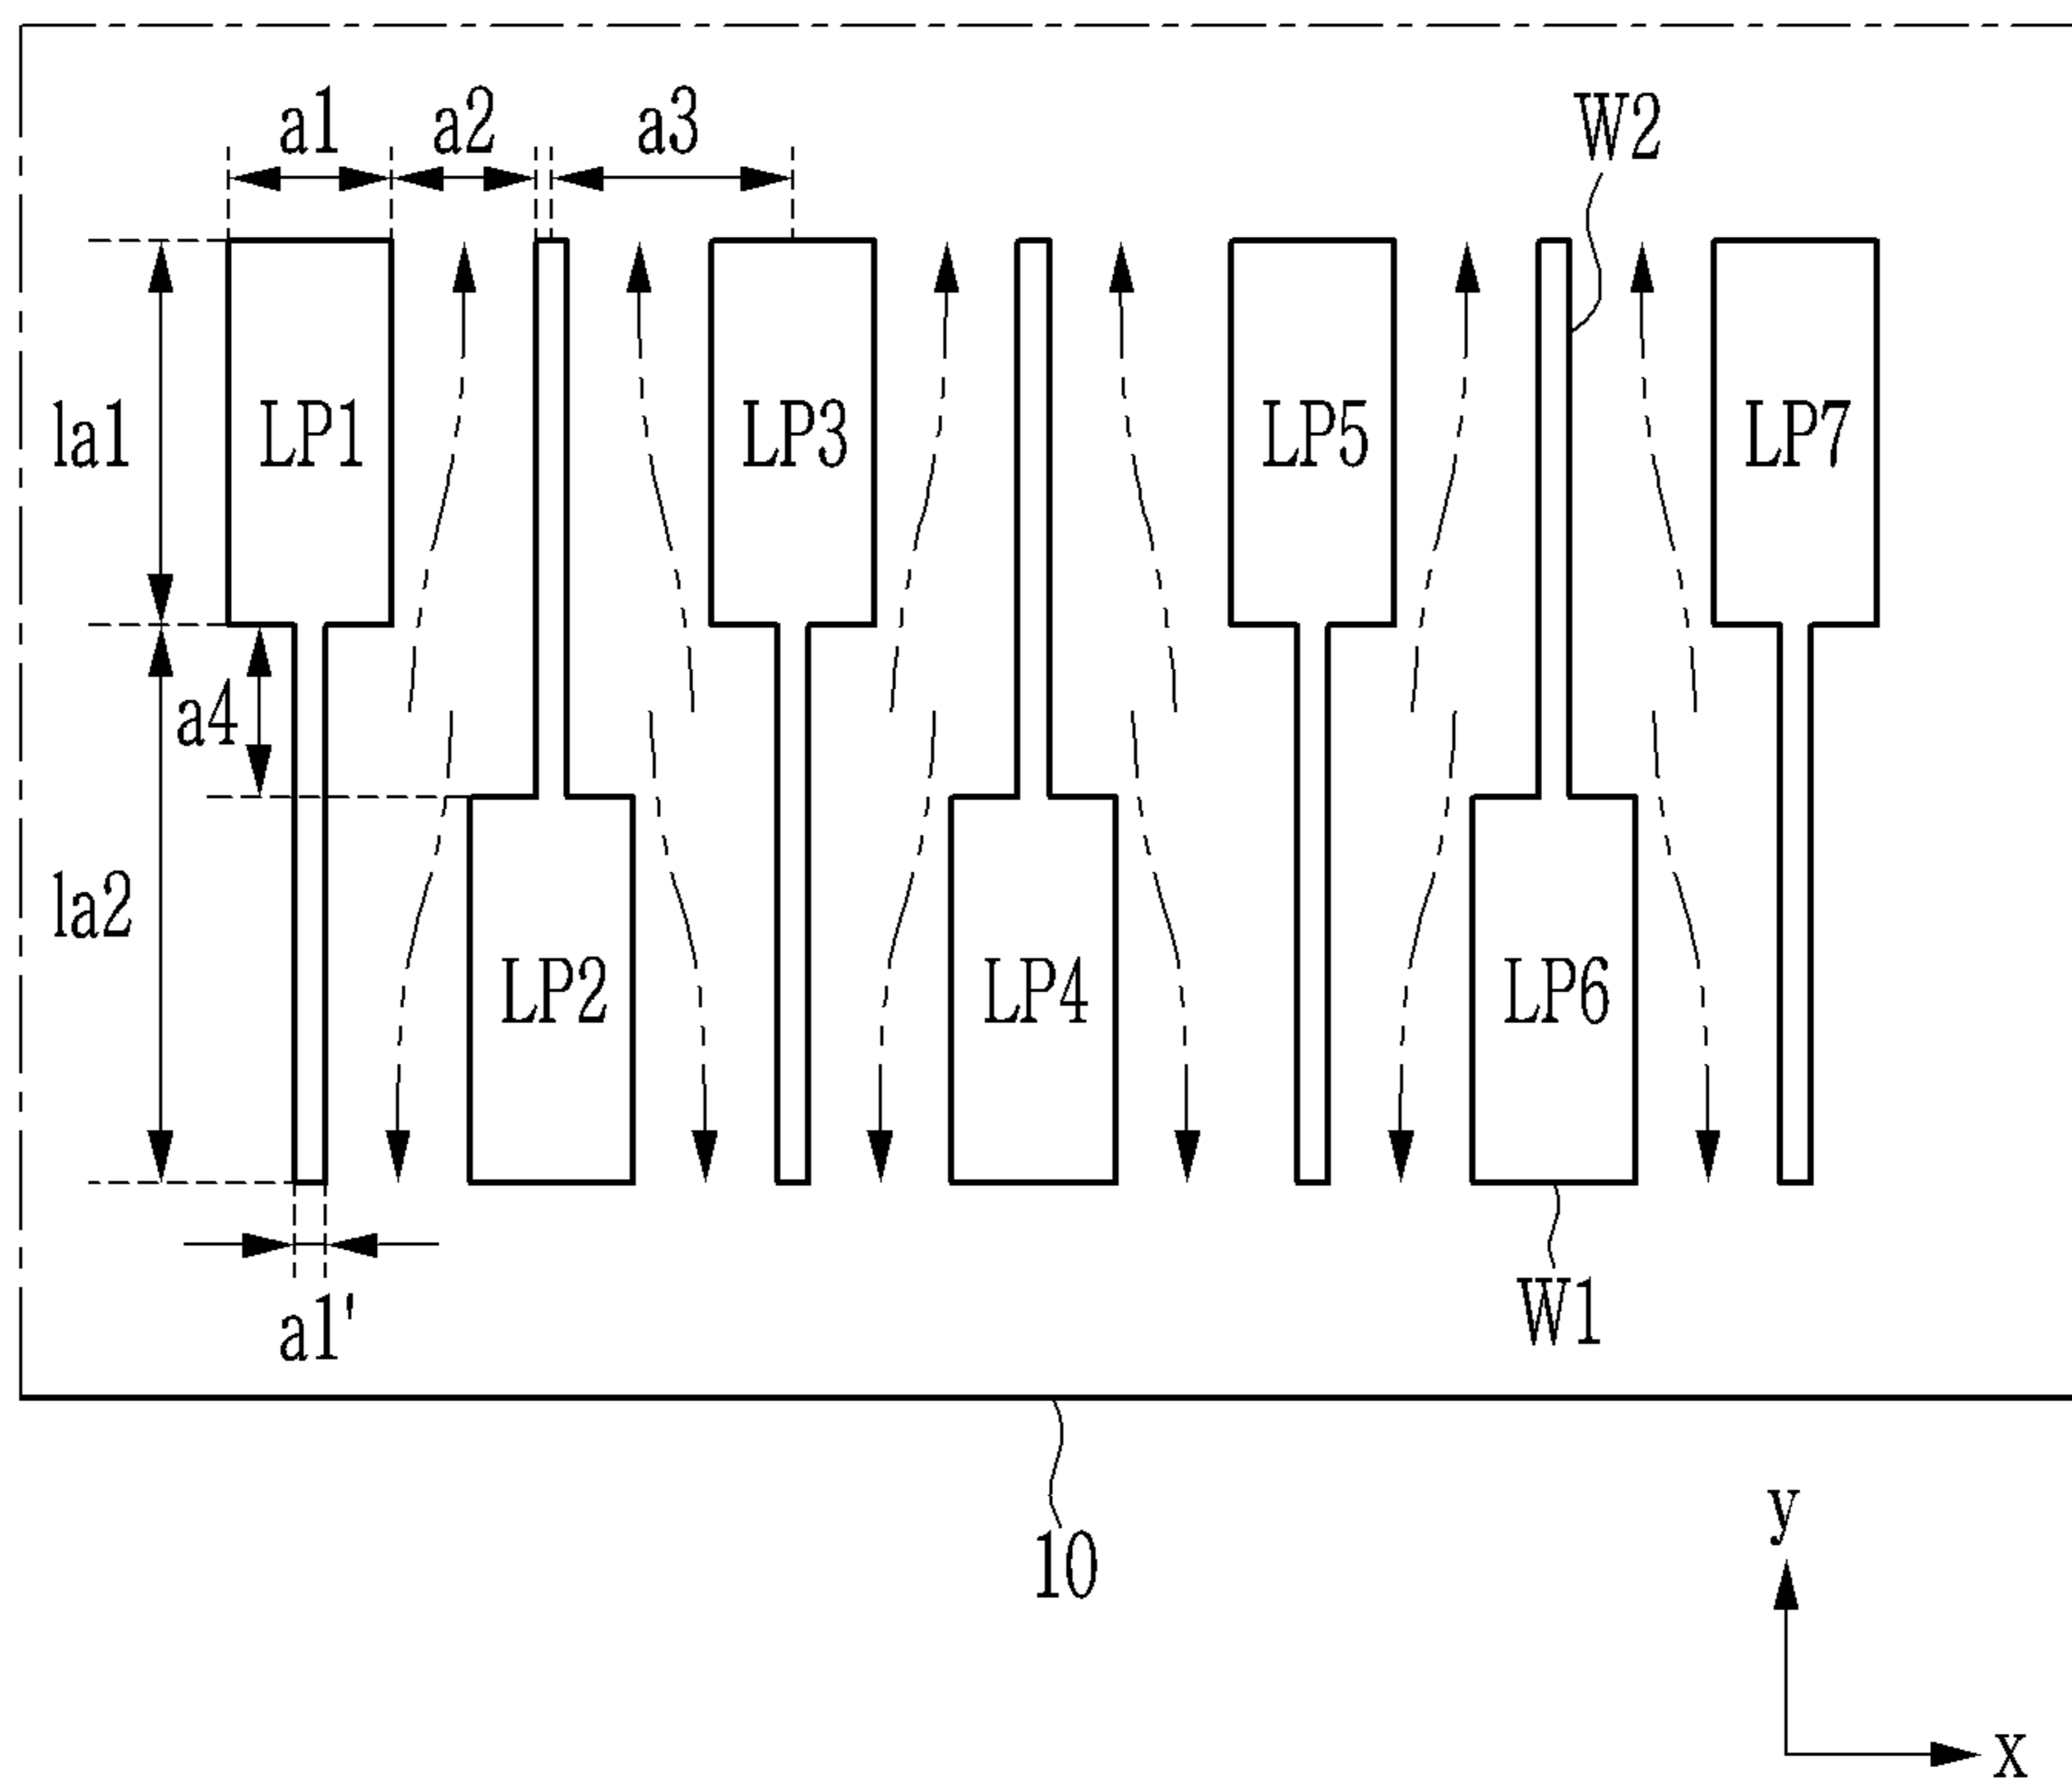 a1 a2 a3 W2
la1 LP1 LP3 LP5 LP7
a4
la2 LP2 LP4 LP6
a1' W1
10
y
x